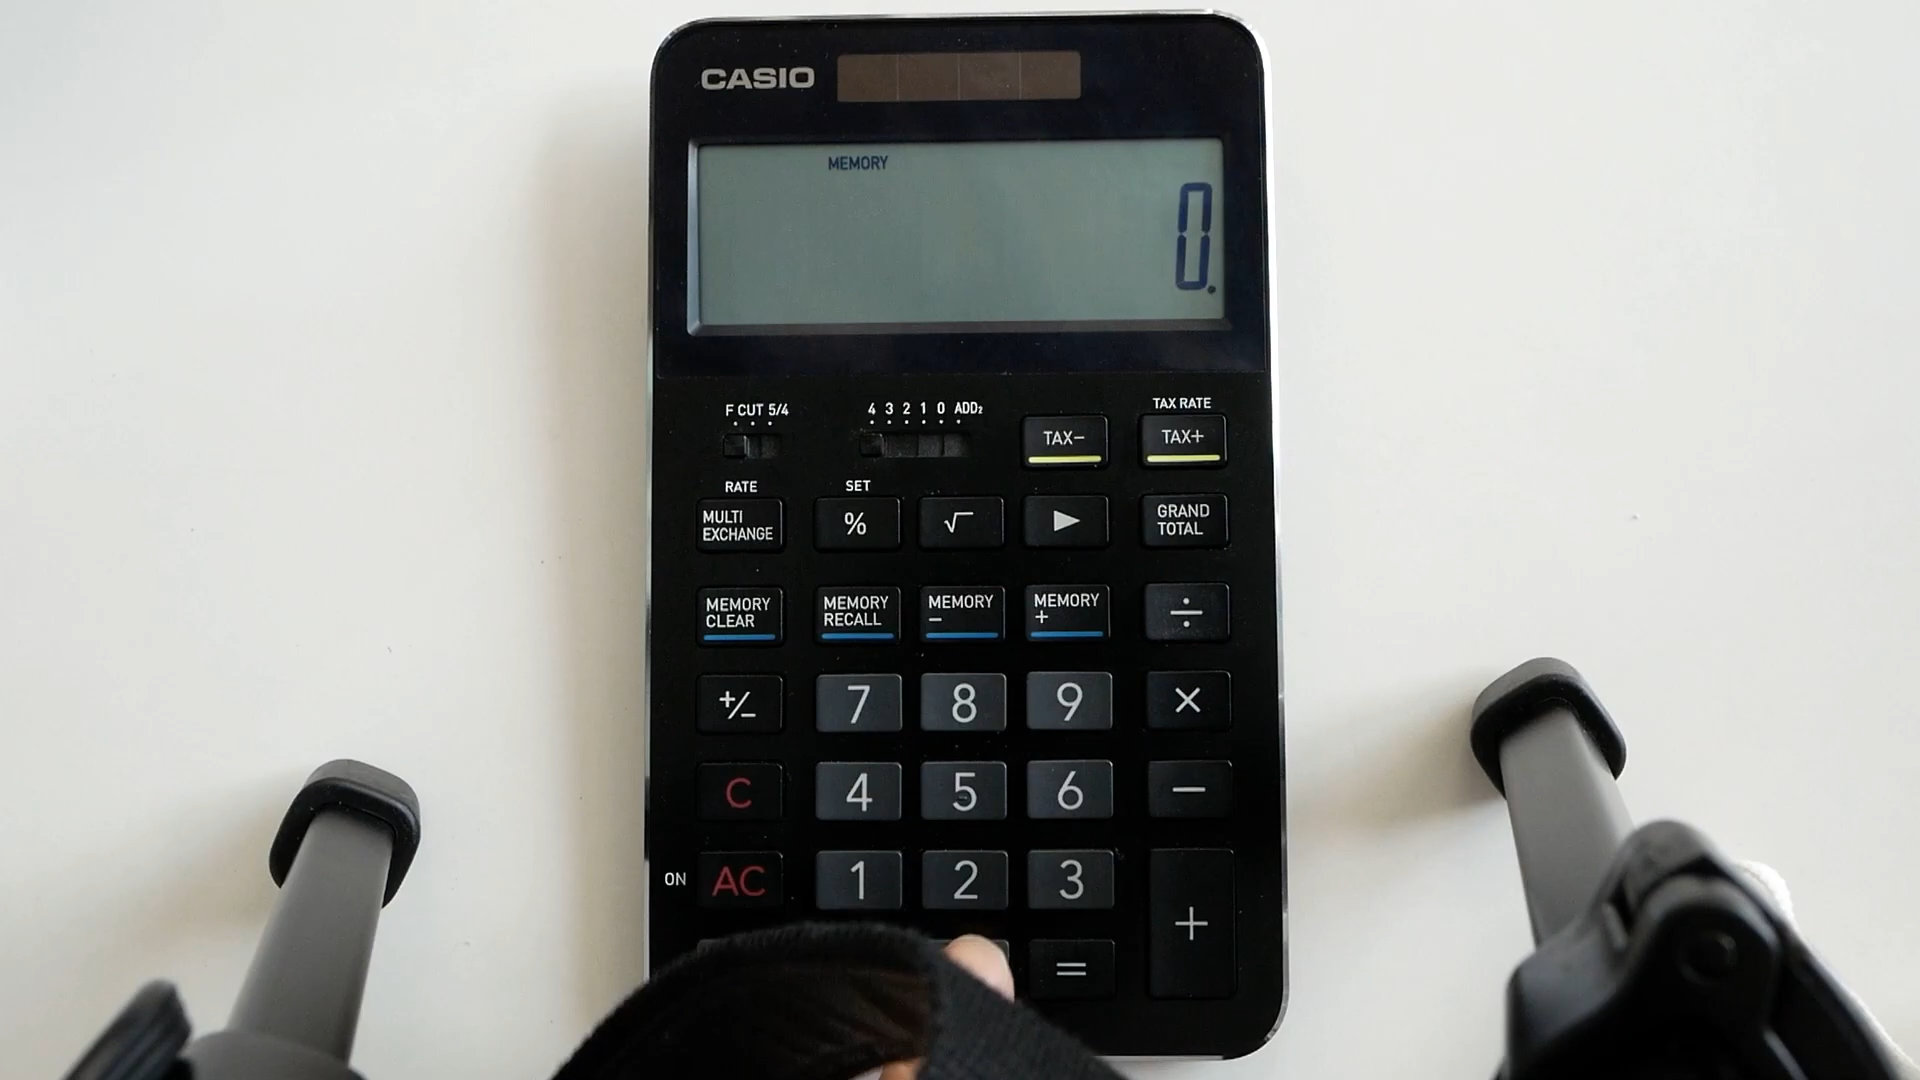 CASIO
MEMORY
0.
F CUT 5/4
4 3 2 1 0 ADD₂
TAX RATE
TAX−
TAX+
RATE
SET
MULTI
EXCHANGE
%
√
▶
GRAND
TOTAL
MEMORY
CLEAR
MEMORY
RECALL
MEMORY
−
MEMORY
+
÷
+/−
7
8
9
×
C
4
5
6
−
ON
AC
1
2
3
+
=